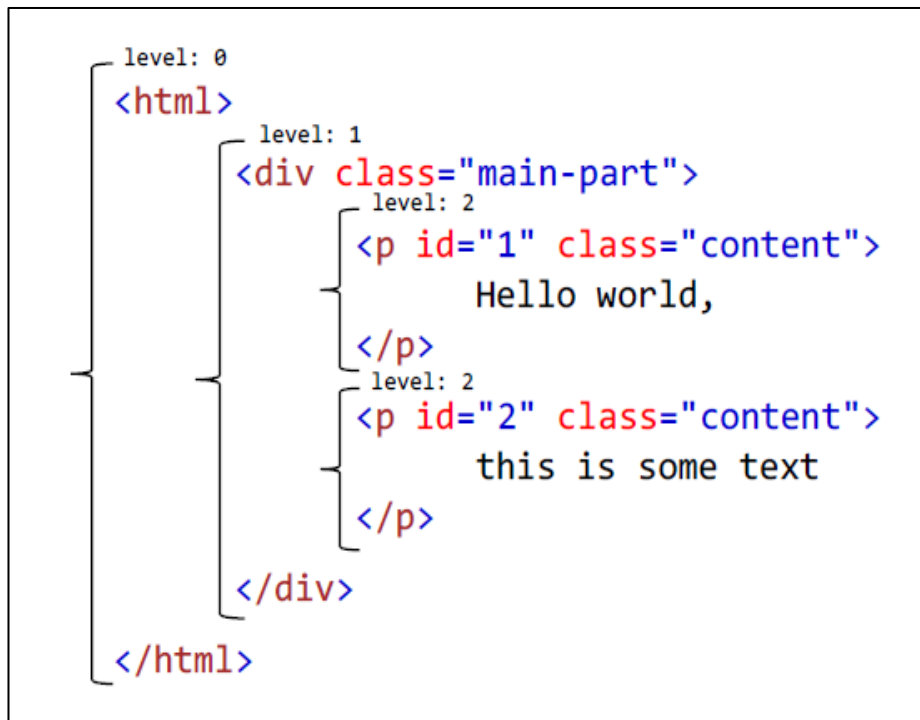 level: 0
<html>
level: 1
<div class="main-part">
level: 2
<p id="1" class="content">
Hello world,
</p>
level: 2
<p id="2" class="content">
this is some text
</p>
</div>
</html>